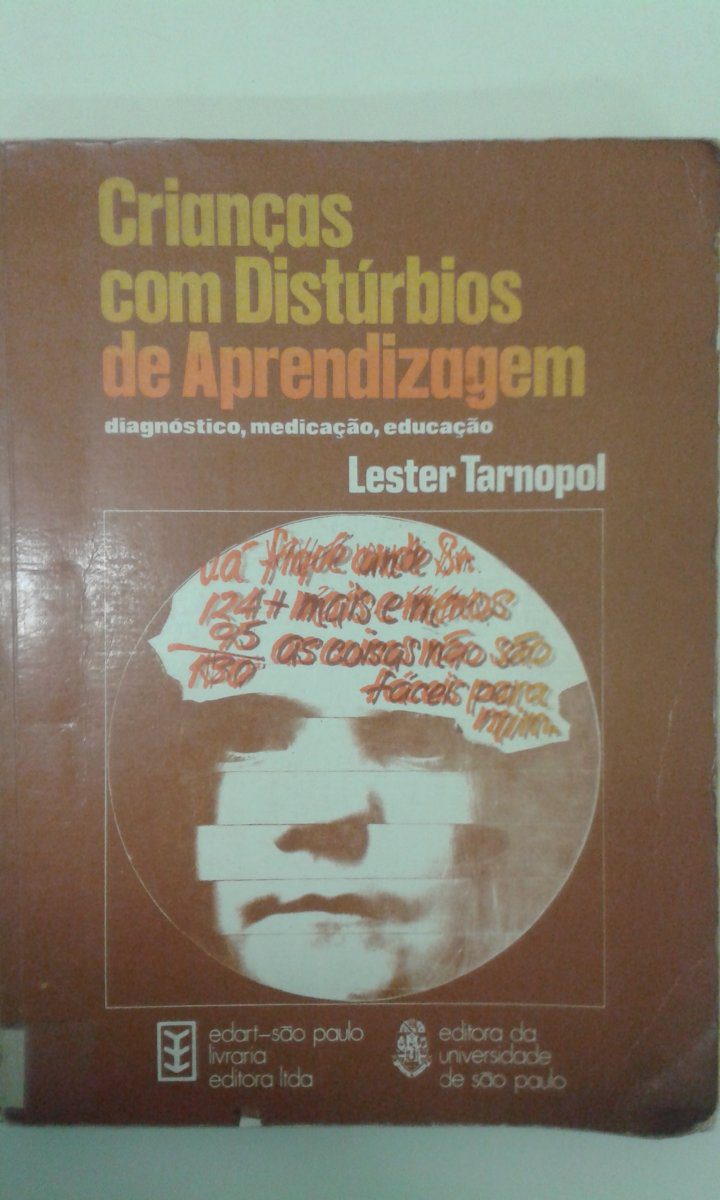 Crianças
com Distúrbios
de Aprendizagem
diagnóstico, medicação, educação
Lester Tarnopol
124 + mais e menos
95 as coisas não são
130 fáceis para
mim
edart-são paulo
livraria
editora ltda
editora da
universidade
de são paulo